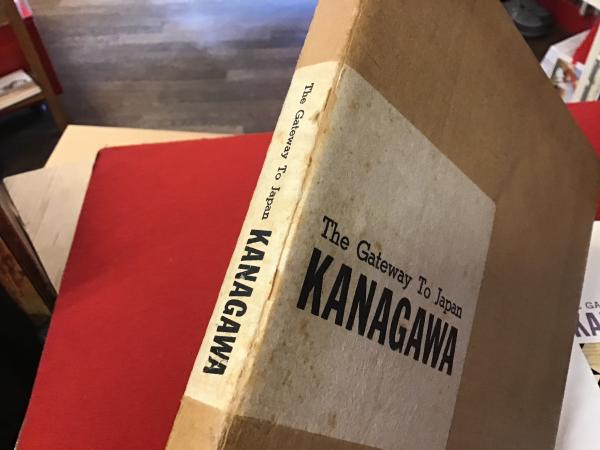 The Gateway To Japan KANAGAWA
The Gateway To Japan
KANAGAWA